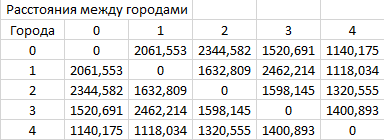 Расстояния между городами
Города 0 1 2 3 4
0 0 2061,553 2344,582 1520,691 1140,175
1 2061,553 0 1632,809 2462,214 1118,034
2 2344,582 1632,809 0 1598,145 1320,555
3 1520,691 2462,214 1598,145 0 1400,893
4 1140,175 1118,034 1320,555 1400,893 0